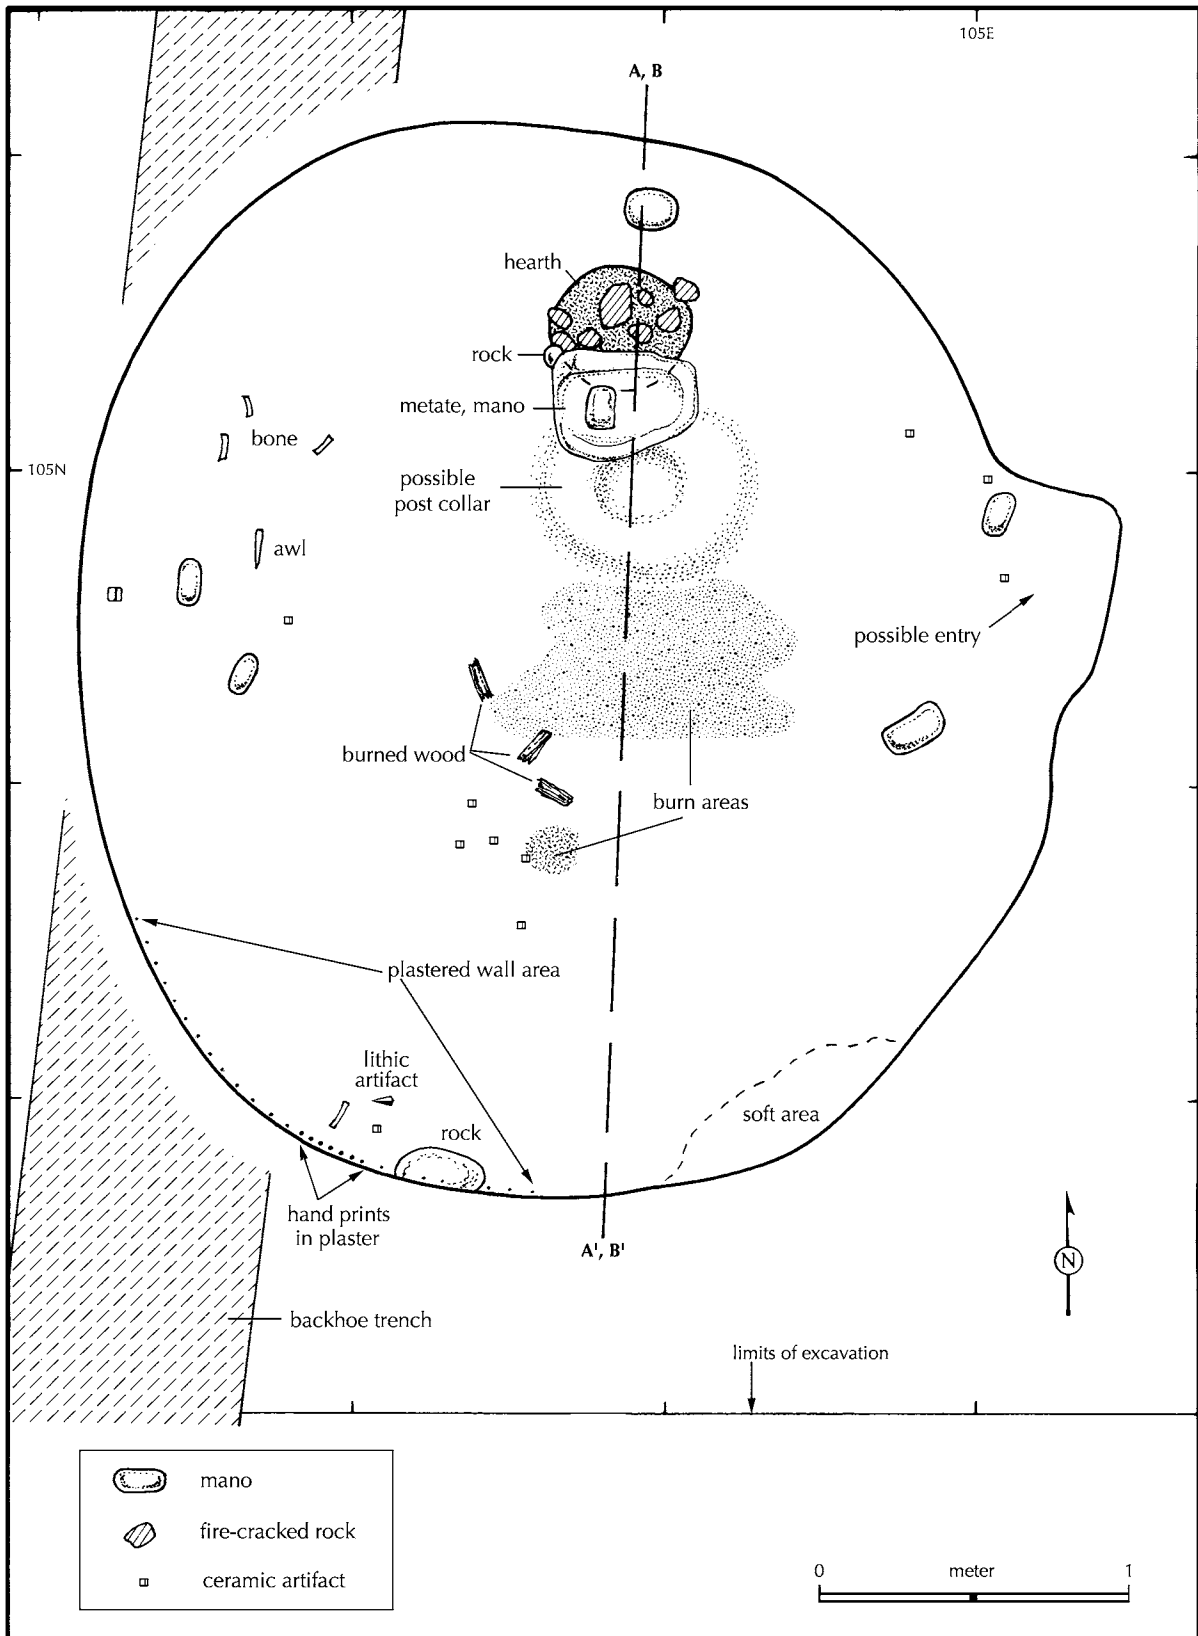 105E
A, B
hearth
rock
metate, mano
bone
105N
possible
post collar
awl
possible entry
burned wood
burn areas
plastered wall area
lithic
artifact
soft area
rock
hand prints
in plaster
A', B'
N
backhoe trench
limits of excavation
mano
fire-cracked rock
ceramic artifact
0 meter 1